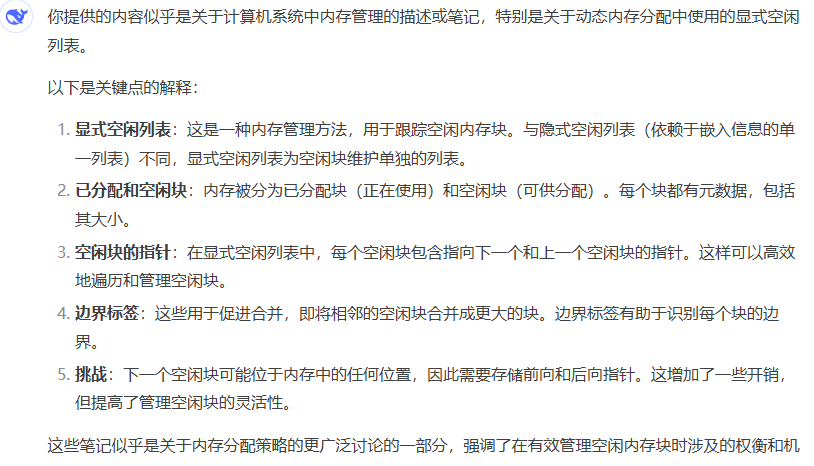 你提供的内容似乎是关于计算机系统中内存管理的描述或笔记，特别是关于动态内存分配中使用的显式空闲
列表。
以下是关键点的解释：
1. 显式空闲列表：这是一种内存管理方法，用于跟踪空闲内存块。与隐式空闲列表（依赖于嵌入信息的单
一列表）不同，显式空闲列表为空闲块维护单独的列表。
2. 已分配和空闲块：内存被分为已分配块（正在使用）和空闲块（可供分配）。每个块都有元数据，包括
其大小。
3. 空闲块的指针：在显式空闲列表中，每个空闲块包含指向下一个和上一个空闲块的指针。这样可以高效
地遍历和管理空闲块。
4. 边界标签：这些用于促进合并，即将相邻的空闲块合并成更大的块。边界标签有助于识别每个块的边
界。
5. 挑战：下一个空闲块可能位于内存中的任何位置，因此需要存储前向和后向指针。这增加了一些开销，
但提高了管理空闲块的灵活性。
这些笔记似乎是关于内存分配策略的更广泛讨论的一部分，强调了在有效管理空闲内存块时涉及的权衡和机